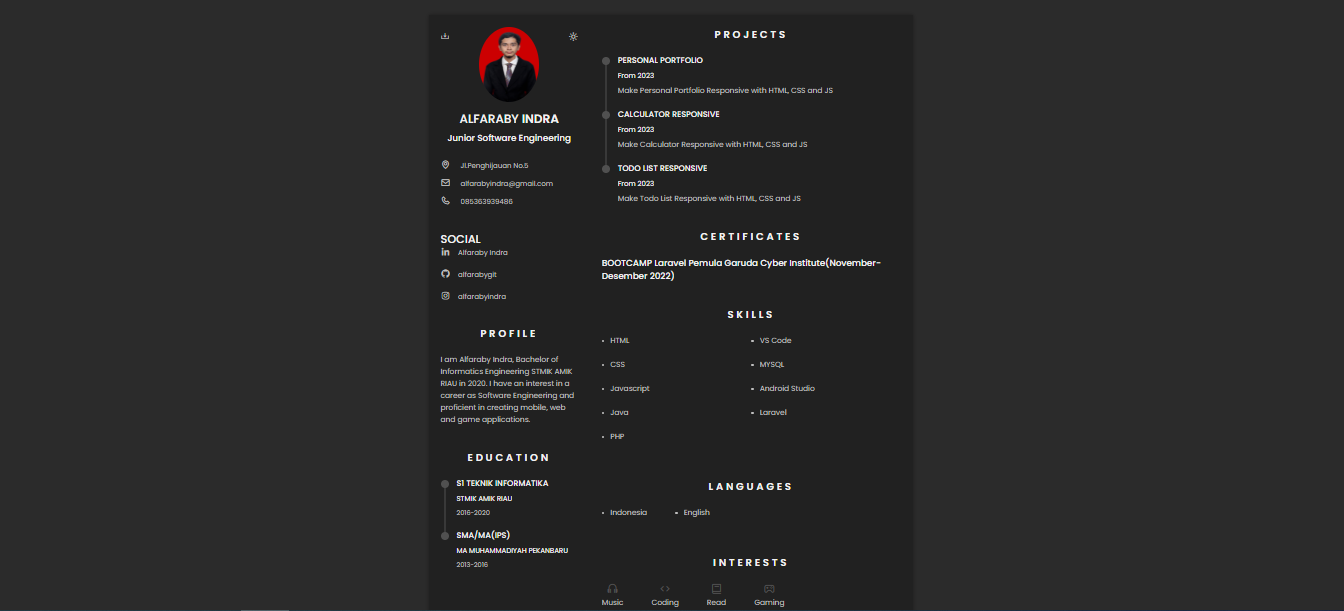 ALFARABY INDRA
Junior Software Engineering
Jl.Penghijauan No.5
alfarabyindra@gmail.com
085363939486
SOCIAL
Alfaraby Indra
alfarabygit
alfarabyindra
PROFILE
I am Alfaraby Indra, Bachelor of
Informatics Engineering STMIK AMIK
RIAU in 2020. I have an interest in a
career as Software Engineering and
proficient in creating mobile, web
and game applications.
EDUCATION
S1 TEKNIK INFORMATIKA
STMIK AMIK RIAU
2016-2020
SMA/MA(IPS)
MA MUHAMMADIYAH PEKANBARU
2013-2016
PROJECTS
PERSONAL PORTFOLIO
From 2023
Make Personal Portfolio Responsive with HTML, CSS and JS
CALCULATOR RESPONSIVE
From 2023
Make Calculator Responsive with HTML, CSS and JS
TODO LIST RESPONSIVE
From 2023
Make Todo List Responsive with HTML, CSS and JS
CERTIFICATES
BOOTCAMP Laravel Pemula Garuda Cyber Institute(November-
Desember 2022)
SKILLS
HTML
CSS
Javascript
Java
PHP
VS Code
MYSQL
Android Studio
Laravel
LANGUAGES
Indonesia
English
INTERESTS
Music
Coding
Read
Gaming